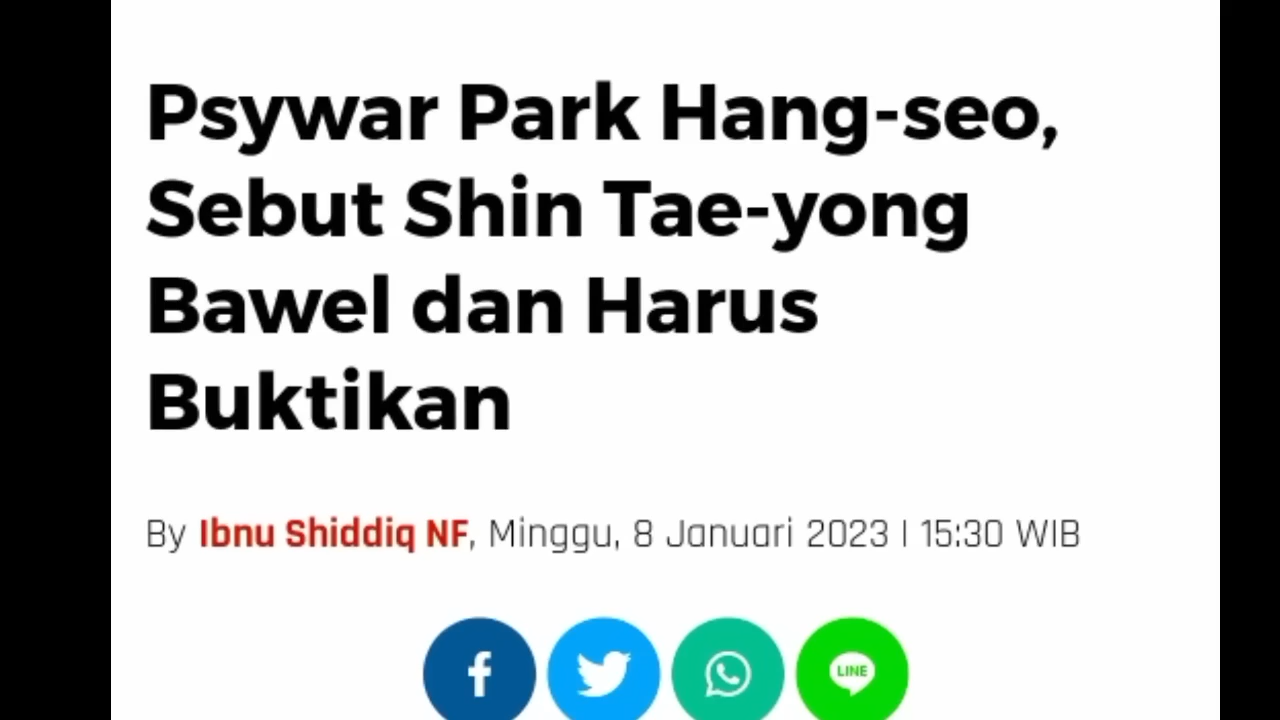 Psywar Park Hang-seo,
Sebut Shin Tae-yong
Bawel dan Harus
Buktikan
By Ibnu Shiddiq NF, Minggu, 8 Januari 2023 | 15:30 WIB
LINE